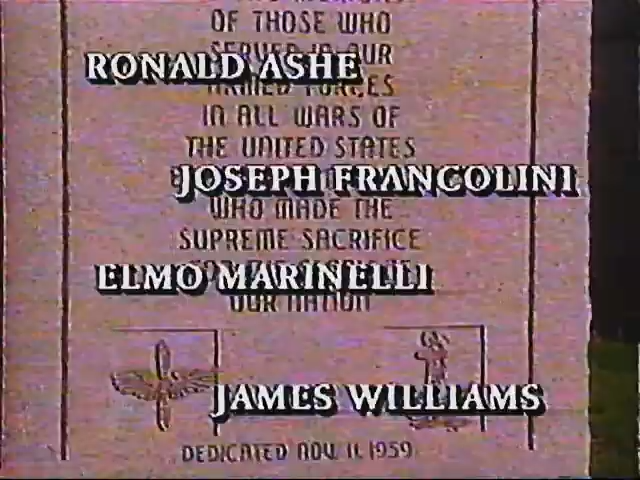 OF THOSE WHO
SERVED IN OUR
RONALD ASHE
ARMED FORCES
IN ALL WARS OF
THE UNITED STATES
JOSEPH FRANCOLINI
WHO MADE THE
SUPREME SACRIFICE
ELMO MARINELLI
OUR NATION
JAMES WILLIAMS
DEDICATED NOV. 11, 1959